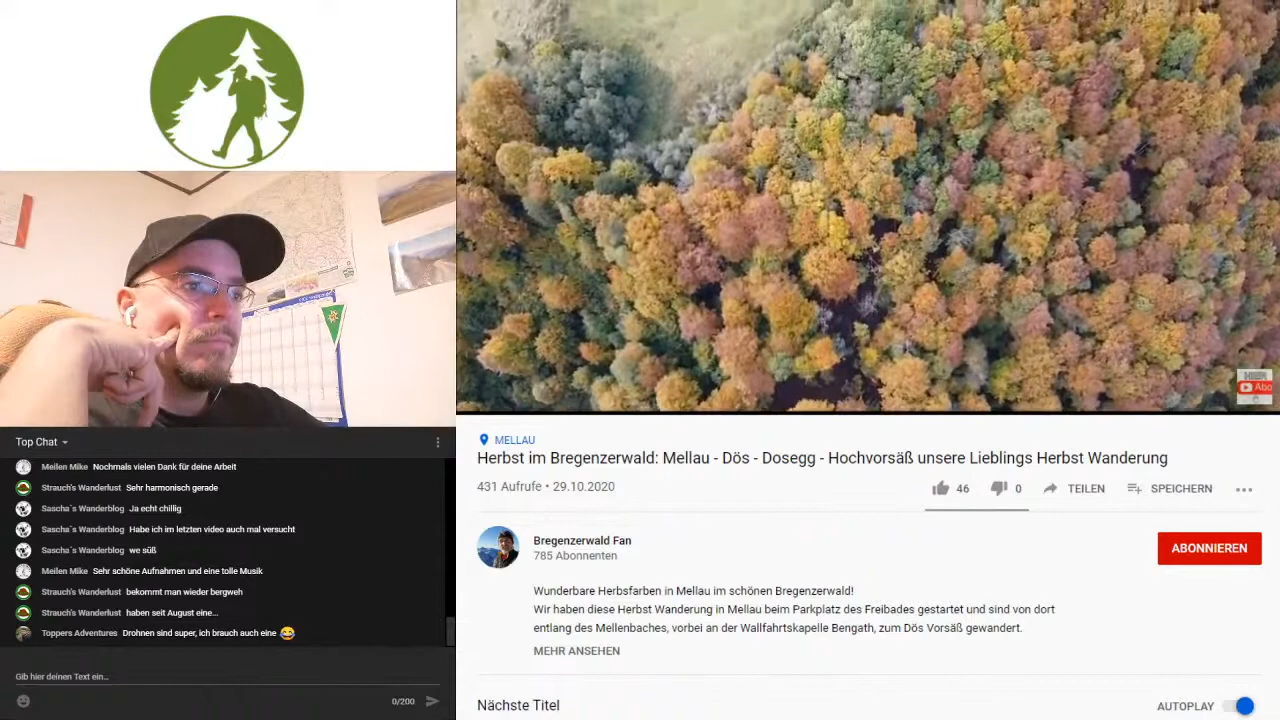 HIER
Abo
MELLAU
Herbst im Bregenzerwald: Mellau - Dös - Dosegg - Hochvorsäß unsere Lieblings Herbst Wanderung
431 Aufrufe • 29.10.2020
46
0
TEILEN
SPEICHERN
Bregenzerwald Fan
785 Abonnenten
ABONNIEREN
Wunderbare Herbsfarben in Mellau im schönen Bregenzerwald!
Wir haben diese Herbst Wanderung in Mellau beim Parkplatz des Freibades gestartet und sind von dort
entlang des Mellenbaches, vorbei an der Wallfahrtskapelle Bengath, zum Dös Vorsäß gewandert.
MEHR ANSEHEN
Nächste Titel
AUTOPLAY
Top Chat
Meilen Mike Nochmals vielen Dank für deine Arbeit
Strauch's Wanderlust Sehr harmonisch gerade
Sascha´s Wanderblog Ja echt chillig
Sascha´s Wanderblog Habe ich im letzten video auch mal versucht
Sascha´s Wanderblog we süß
Meilen Mike Sehr schöne Aufnahmen und eine tolle Musik
Strauch's Wanderlust bekommt man wieder bergweh
Strauch's Wanderlust haben seit August eine...
Toppers Adventures Drohnen sind super, ich brauch auch eine 😂
Gib hier deinen Text ein...
0/200